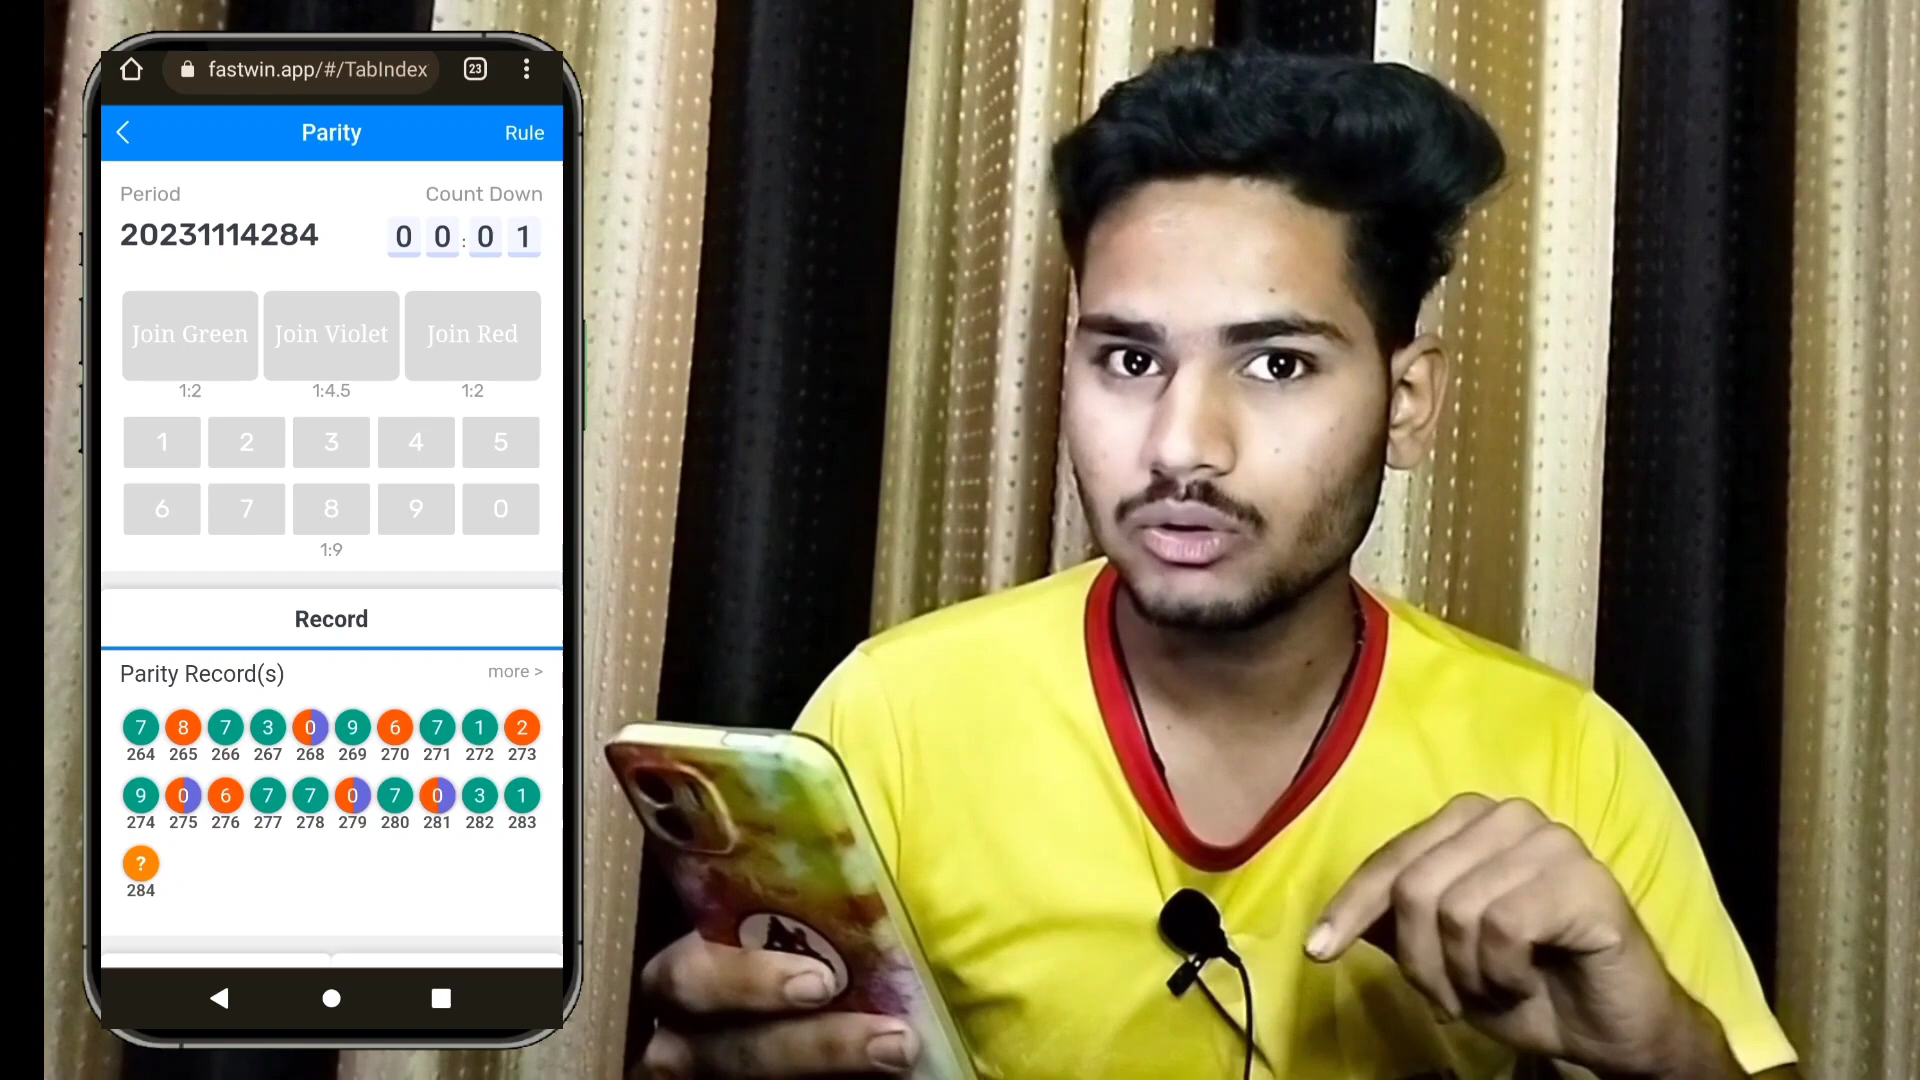 fastwin.app/#/TabIndex 23
Parity Rule
Period Count Down
20231114284 00:01
Join Green Join Violet Join Red
1:2 1:4.5 1:2
1 2 3 4 5
6 7 8 9 0
1:9
Record
Parity Record(s) more >
7 8 7 3 0 9 6 7 1 2
264 265 266 267 268 269 270 271 272 273
9 0 6 7 7 0 7 0 3 1
274 275 276 277 278 279 280 281 282 283
?
284